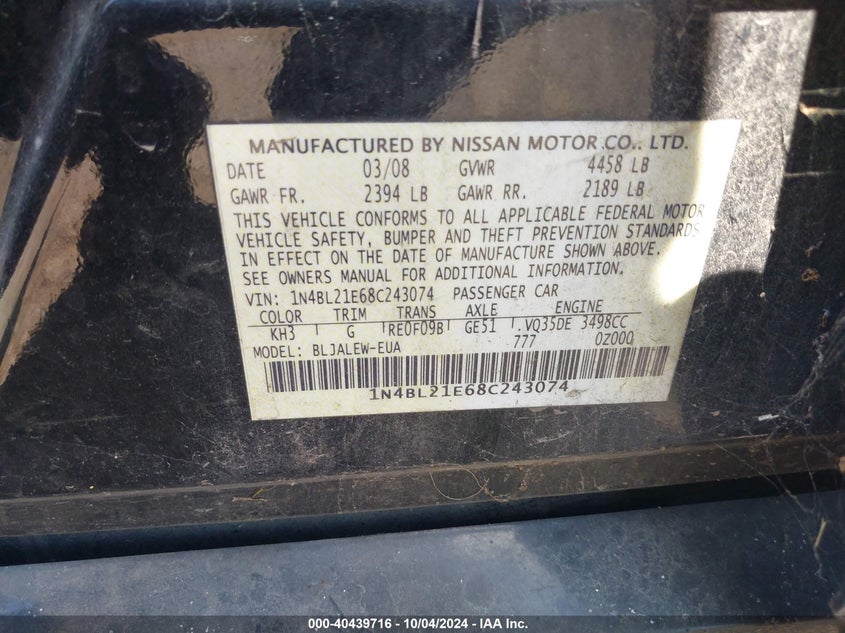 MANUFACTURED BY NISSAN MOTOR CO., LTD.
DATE 03/08 GVWR 4458 LB
GAWR FR. 2394 LB GAWR RR. 2189 LB
THIS VEHICLE CONFORMS TO ALL APPLICABLE FEDERAL MOTOR
VEHICLE SAFETY, BUMPER AND THEFT PREVENTION STANDARDS
IN EFFECT ON THE DATE OF MANUFACTURE SHOWN ABOVE.
SEE OWNERS MANUAL FOR ADDITIONAL INFORMATION.
VIN: 1N4BL21E68C243074 PASSENGER CAR
COLOR TRIM TRANS AXLE ENGINE
KH3 G RE0F09B GE51 VQ35DE 3498CC
MODEL: BLJALEW-EUA 777 0Z000
1N4BL21E68C243074
000-40439716 - 10/04/2024 - IAA Inc.